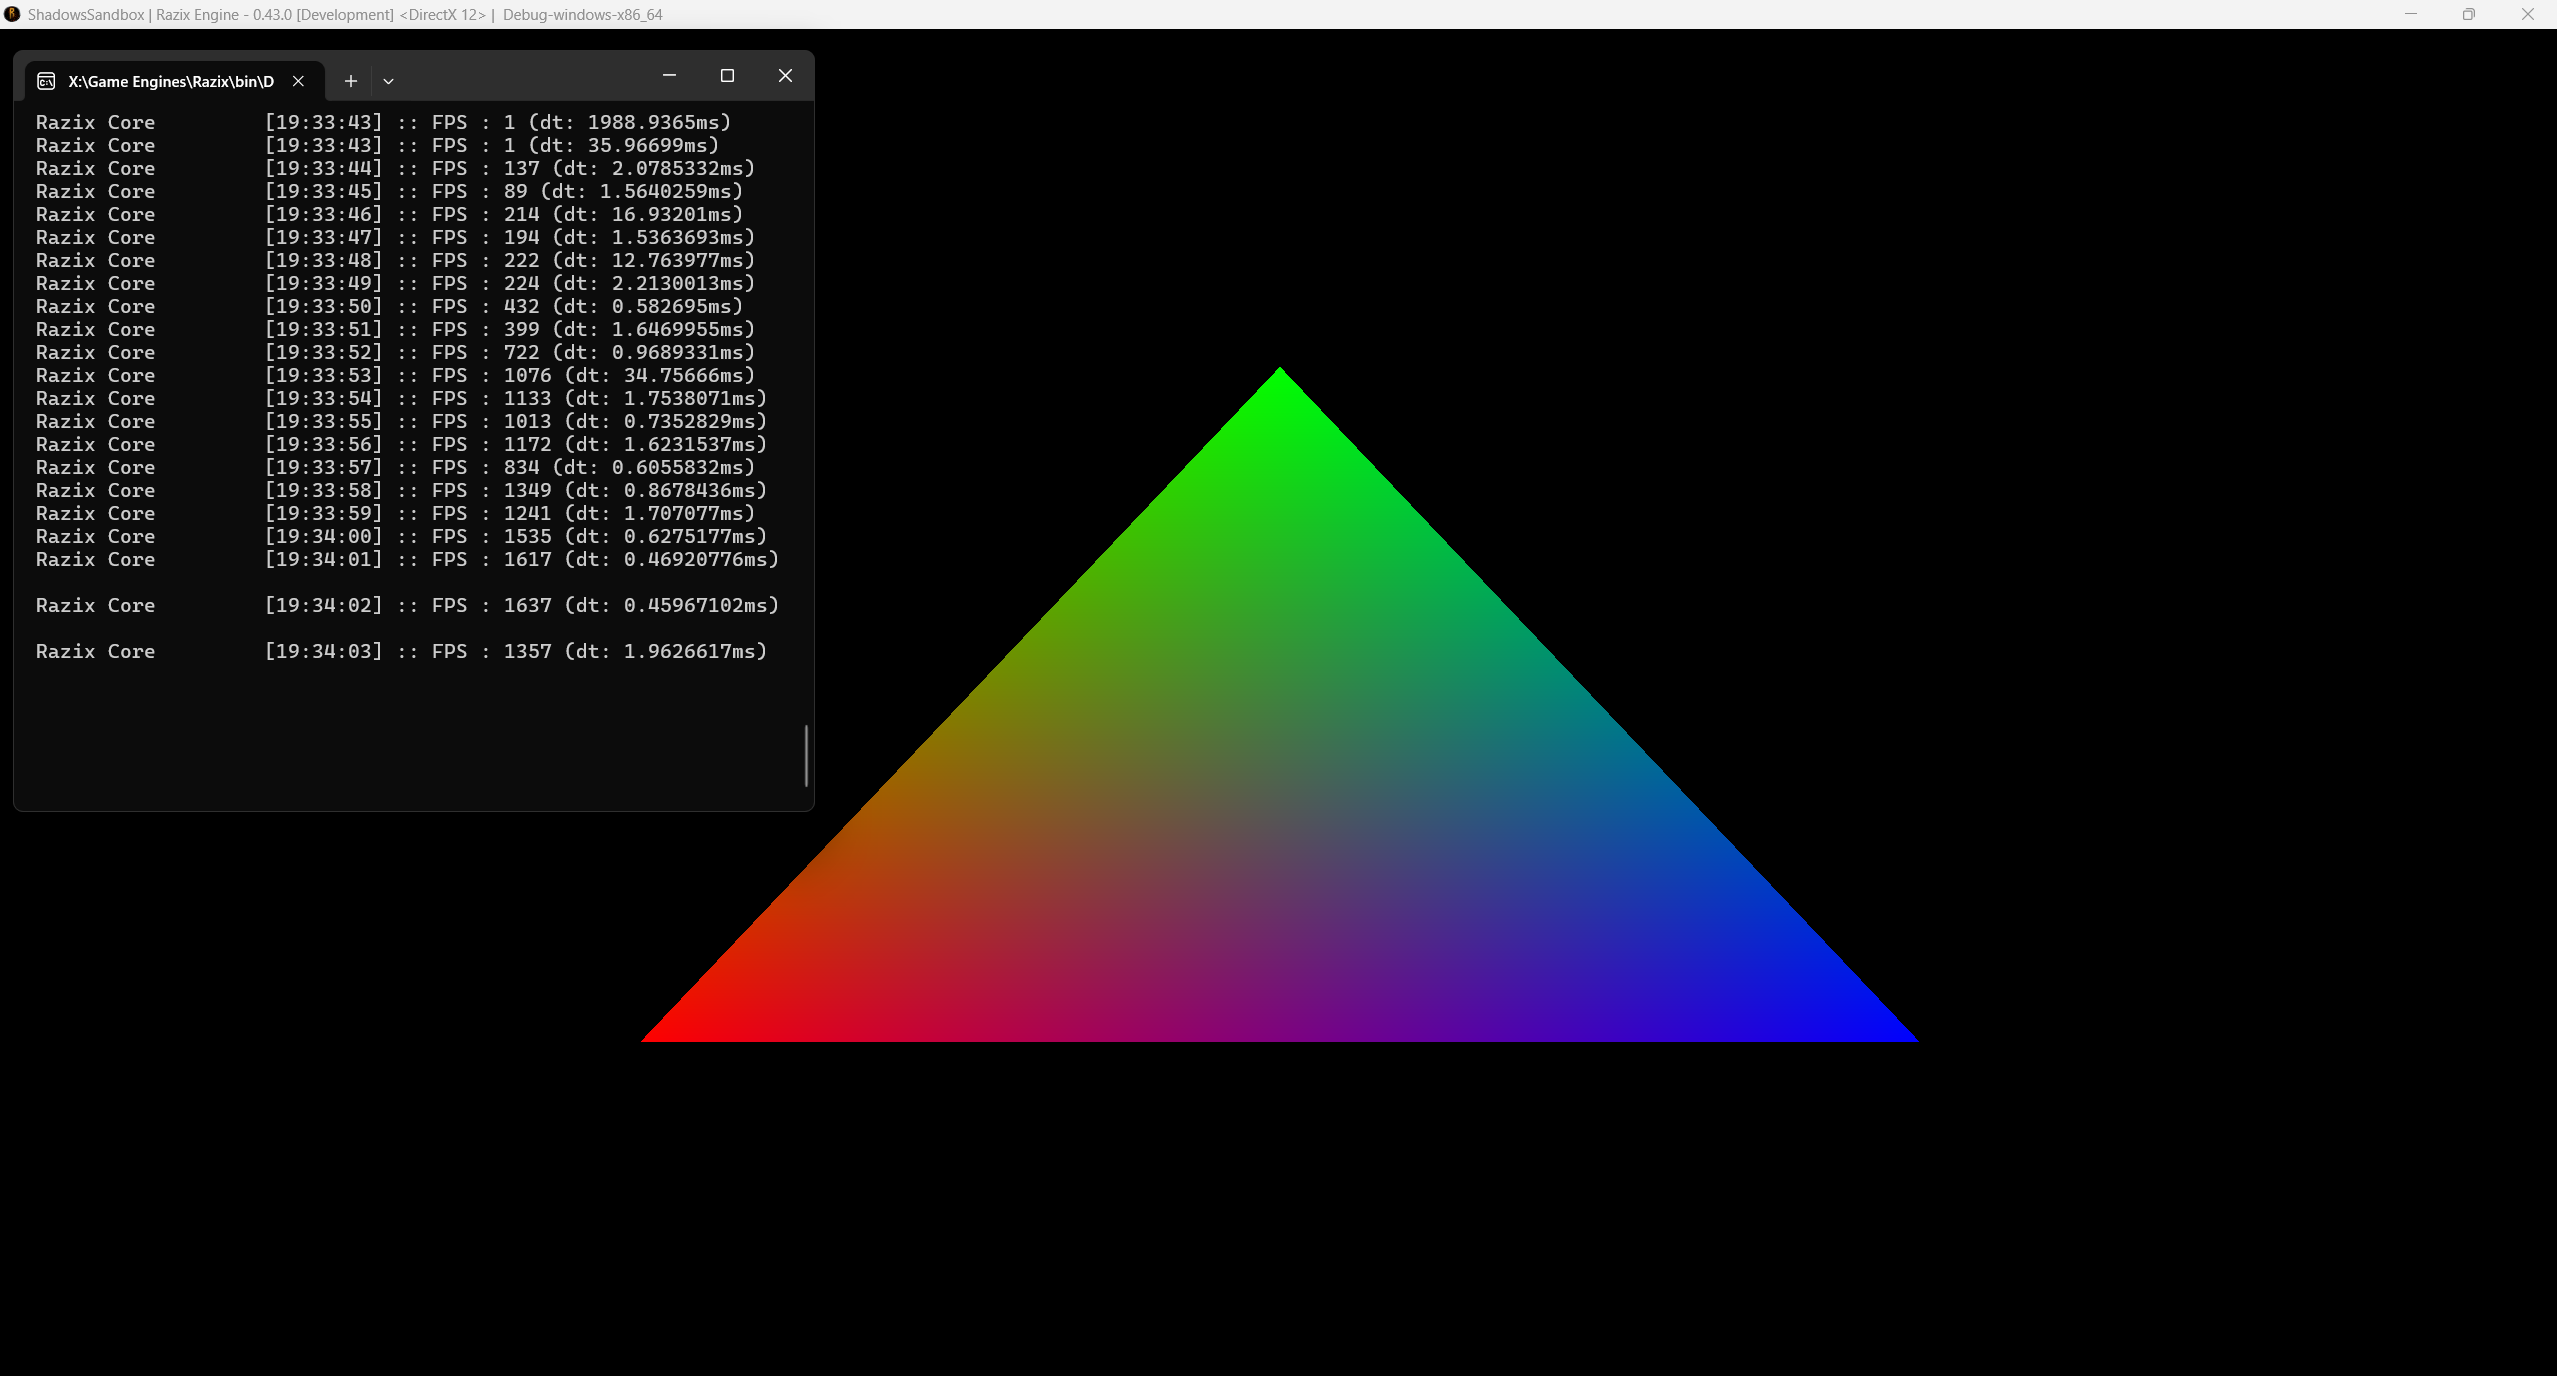 ShadowsSandbox | Razix Engine - 0.43.0 [Development] <DirectX 12> | Debug-windows-x86_64
X:\Game Engines\Razix\bin\D
Razix Core [19:33:43] :: FPS : 1 (dt: 1988.9365ms)
Razix Core [19:33:43] :: FPS : 1 (dt: 35.96699ms)
Razix Core [19:33:44] :: FPS : 137 (dt: 2.0785332ms)
Razix Core [19:33:45] :: FPS : 89 (dt: 1.5640259ms)
Razix Core [19:33:46] :: FPS : 214 (dt: 16.93201ms)
Razix Core [19:33:47] :: FPS : 194 (dt: 1.5363693ms)
Razix Core [19:33:48] :: FPS : 222 (dt: 12.763977ms)
Razix Core [19:33:49] :: FPS : 224 (dt: 2.2130013ms)
Razix Core [19:33:50] :: FPS : 432 (dt: 0.582695ms)
Razix Core [19:33:51] :: FPS : 399 (dt: 1.6469955ms)
Razix Core [19:33:52] :: FPS : 722 (dt: 0.9689331ms)
Razix Core [19:33:53] :: FPS : 1076 (dt: 34.75666ms)
Razix Core [19:33:54] :: FPS : 1133 (dt: 1.7538071ms)
Razix Core [19:33:55] :: FPS : 1013 (dt: 0.7352829ms)
Razix Core [19:33:56] :: FPS : 1172 (dt: 1.6231537ms)
Razix Core [19:33:57] :: FPS : 834 (dt: 0.6055832ms)
Razix Core [19:33:58] :: FPS : 1349 (dt: 0.8678436ms)
Razix Core [19:33:59] :: FPS : 1241 (dt: 1.707077ms)
Razix Core [19:34:00] :: FPS : 1535 (dt: 0.6275177ms)
Razix Core [19:34:01] :: FPS : 1617 (dt: 0.46920776ms)
Razix Core [19:34:02] :: FPS : 1637 (dt: 0.45967102ms)
Razix Core [19:34:03] :: FPS : 1357 (dt: 1.9626617ms)